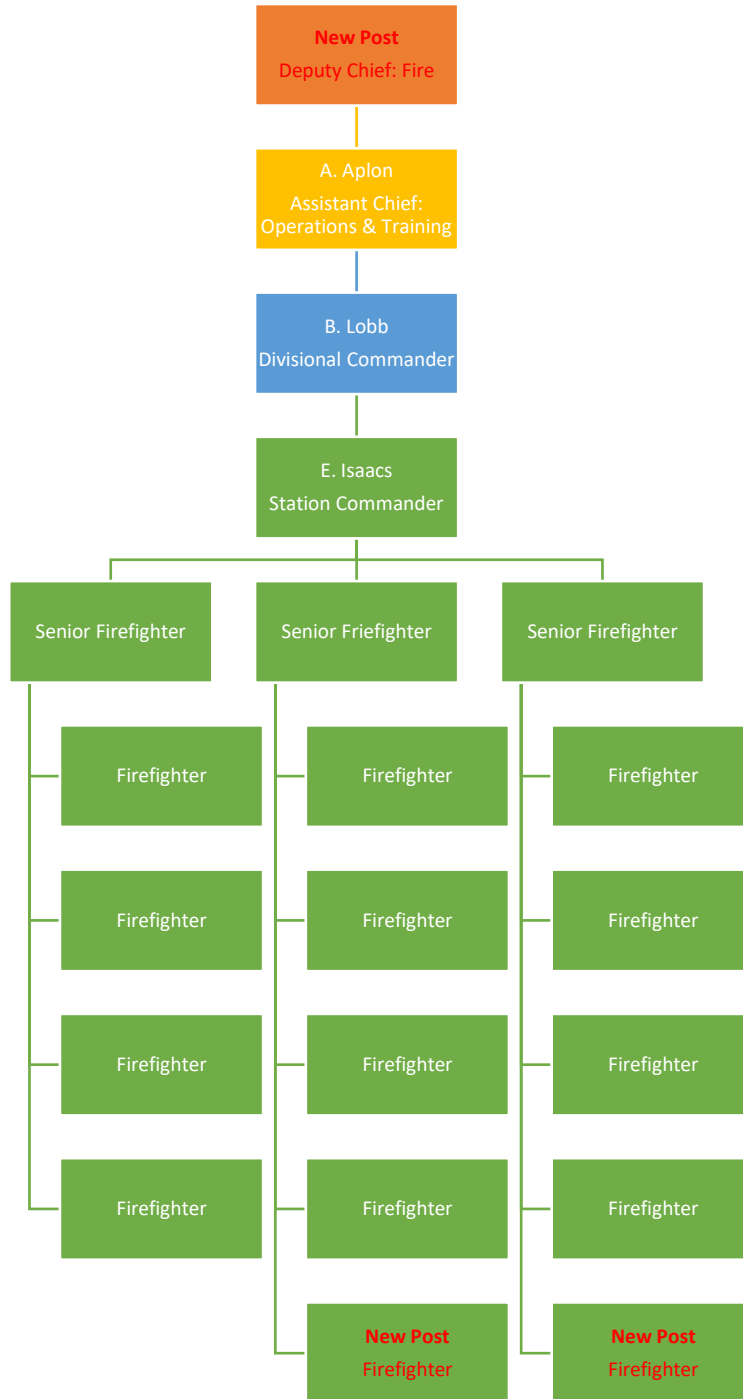 New Post
Deputy Chief: Fire
A. Aplon
Assistant Chief:
Operations & Training
B. Lobb
Divisional Commander
E. Isaacs
Station Commander
Senior Firefighter
Senior Friefighter
Senior Firefighter
Firefighter
Firefighter
Firefighter
Firefighter
Firefighter
Firefighter
Firefighter
Firefighter
Firefighter
Firefighter
Firefighter
Firefighter
New Post
Firefighter
New Post
Firefighter